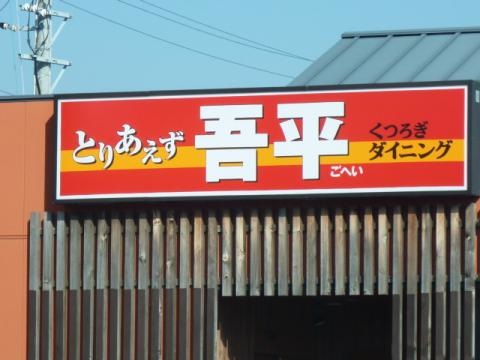 とりあえず
吾平
ごへい
くつろぎ
ダイニング